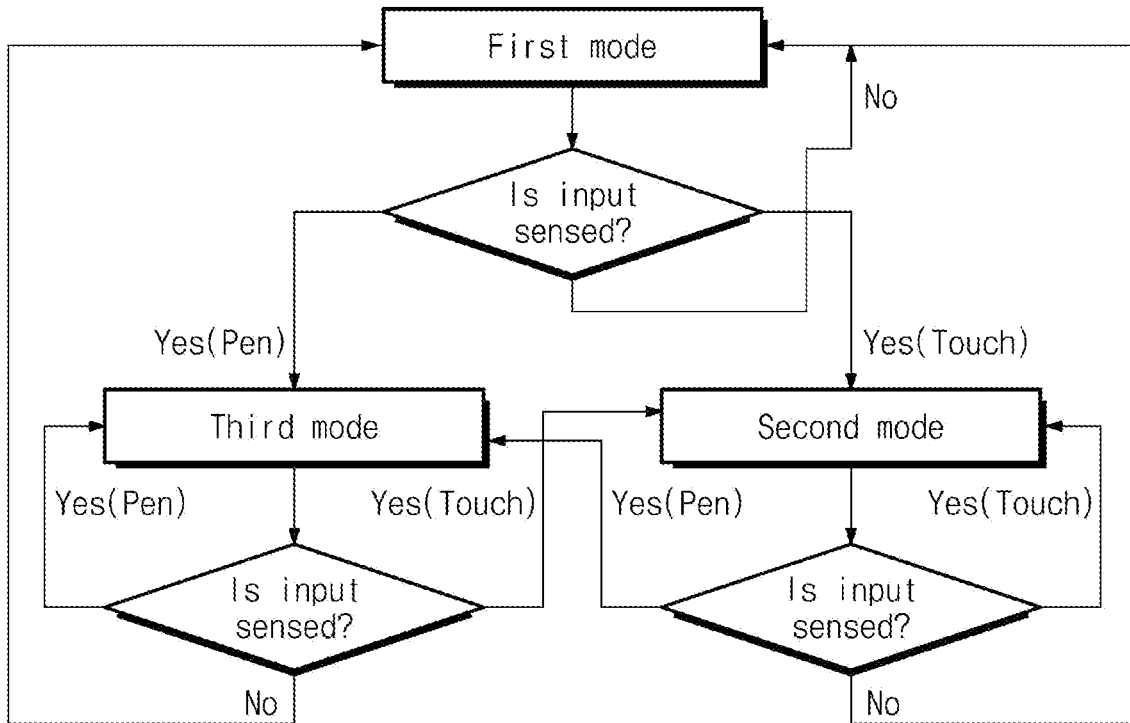 First mode
No
Is input
sensed?
Yes(Pen)
Yes(Touch)
Third mode
Second mode
Yes(Pen)
Yes(Touch)
Yes(Pen)
Yes(Touch)
Is input
sensed?
Is input
sensed?
No
No